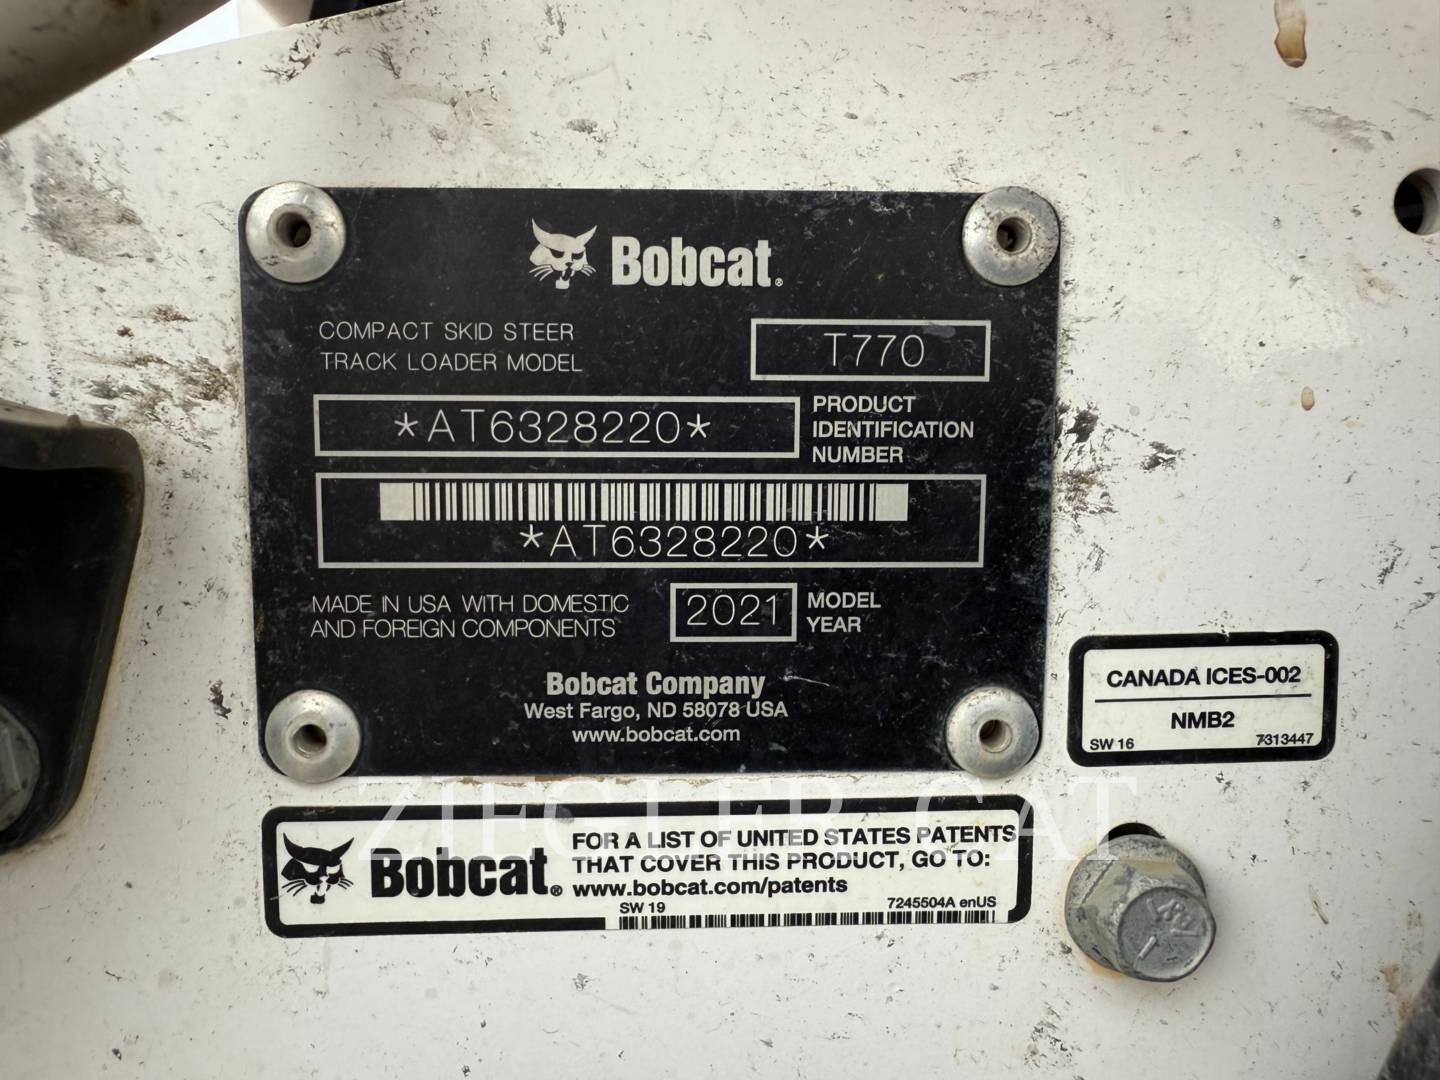 Bobcat®
COMPACT SKID STEER
TRACK LOADER MODEL
T770
*AT6328220*
PRODUCT
IDENTIFICATION
NUMBER
*AT6328220*
MADE IN USA WITH DOMESTIC
AND FOREIGN COMPONENTS
2021
MODEL
YEAR
Bobcat Company
West Fargo, ND 58078 USA
www.bobcat.com
CANADA ICES-002
NMB2
SW 16 7313447
ZIEGLER CAT
Bobcat®
FOR A LIST OF UNITED STATES PATENTS
THAT COVER THIS PRODUCT, GO TO:
www.bobcat.com/patents
SW 19 7245504A enUS